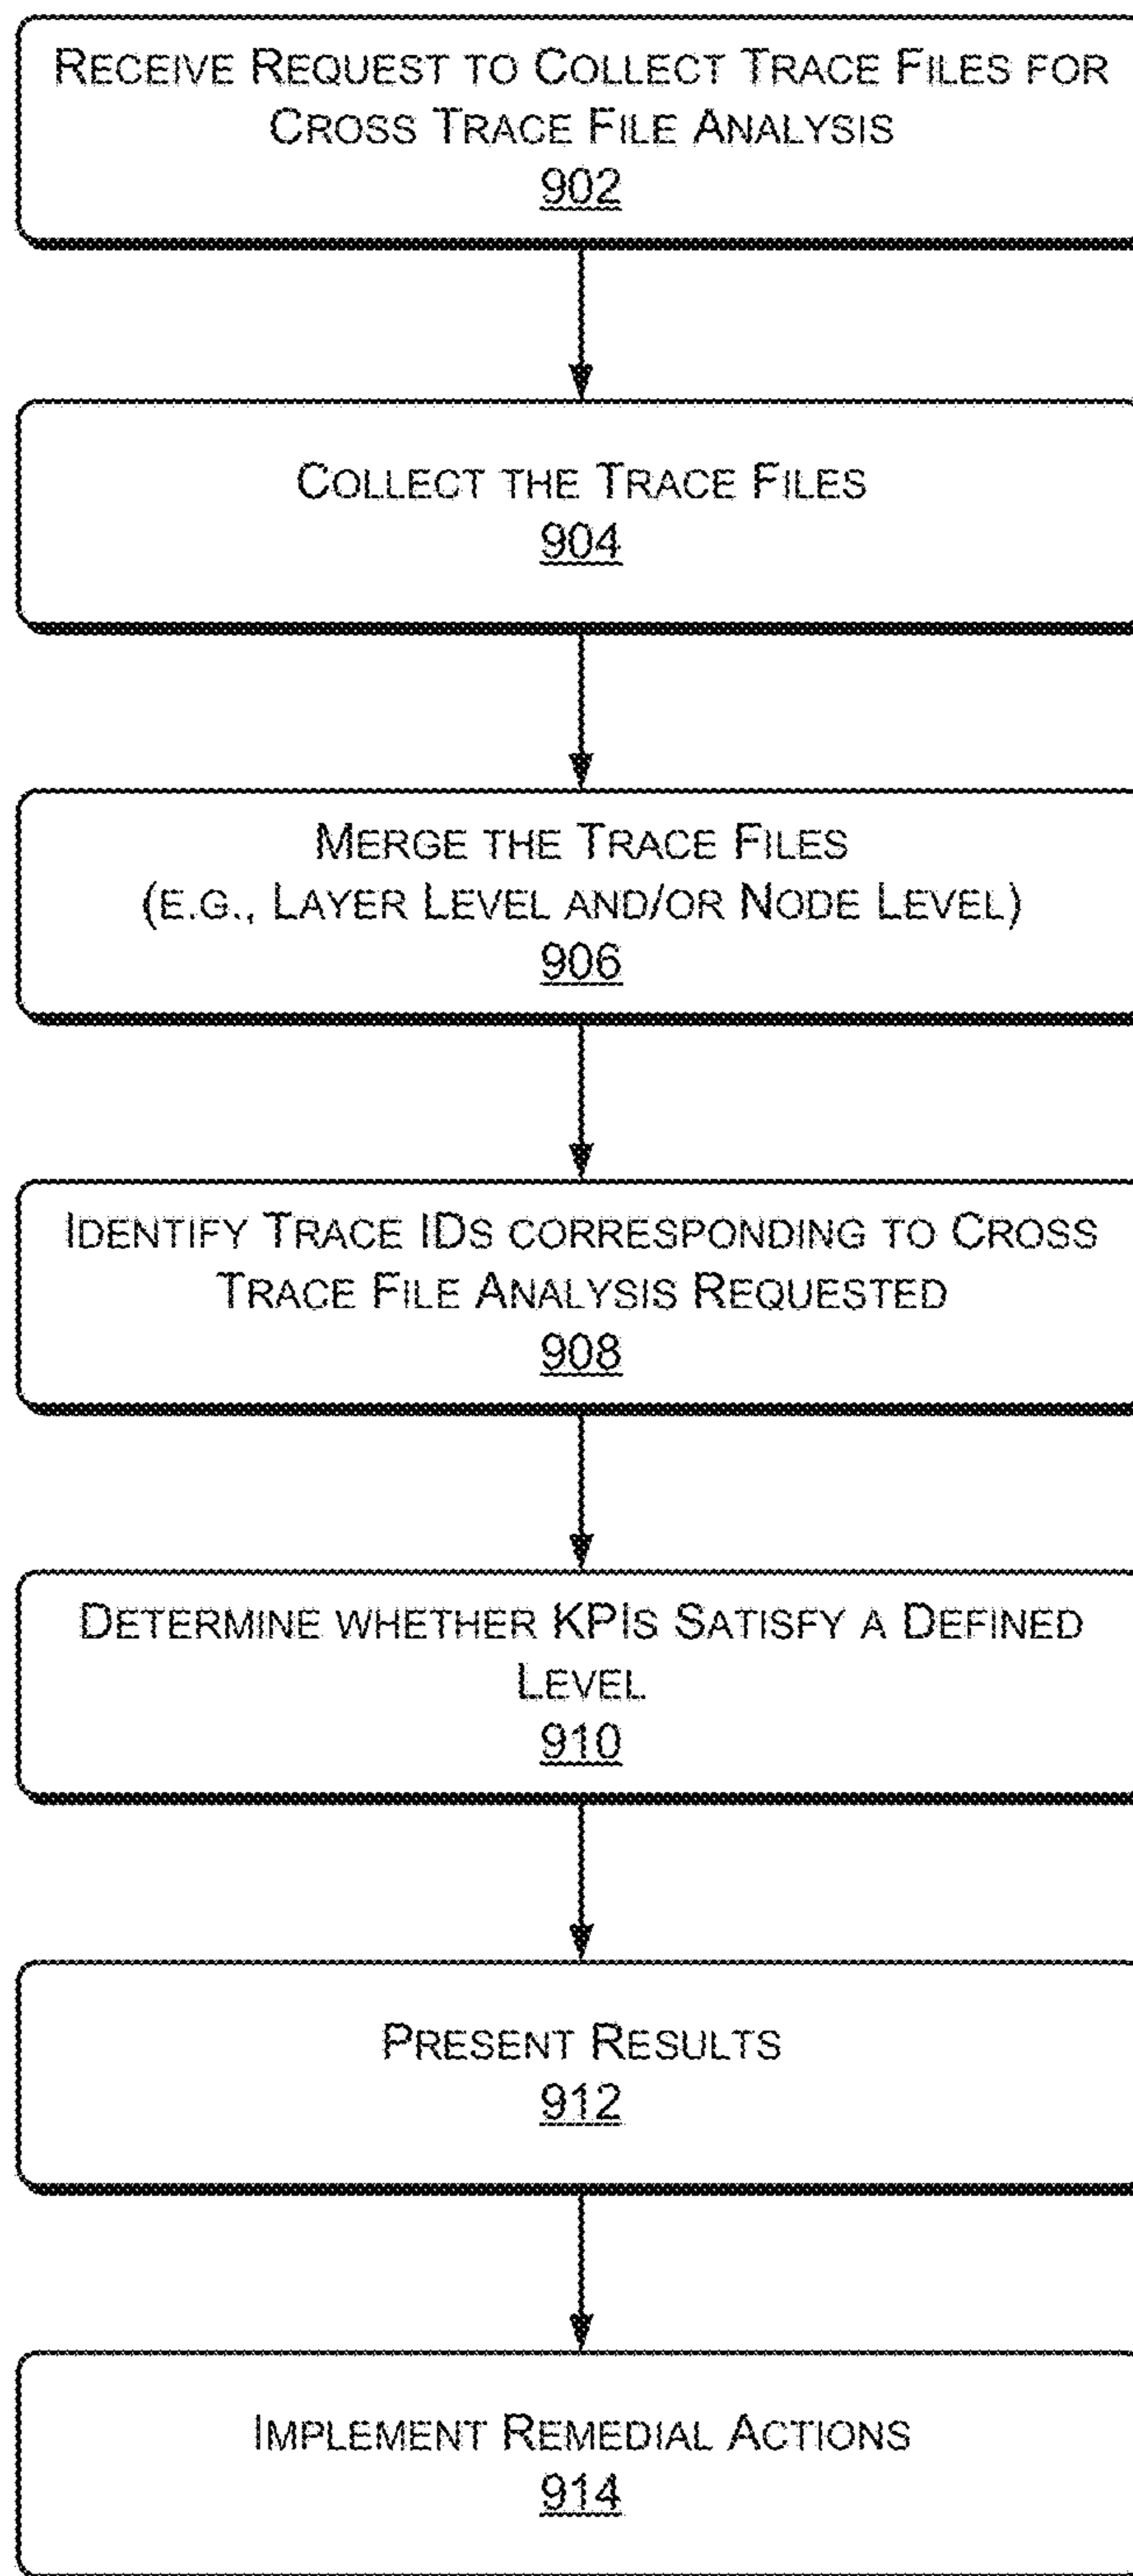 RECEIVE REQUEST TO COLLECT TRACE FILES FOR
CROSS TRACE FILE ANALYSIS
902
COLLECT THE TRACE FILES
904
MERGE THE TRACE FILES
(E.G., LAYER LEVEL AND/OR NODE LEVEL)
906
IDENTIFY TRACE IDS CORRESPONDING TO CROSS
TRACE FILE ANALYSIS REQUESTED
908
DETERMINE WHETHER KPIS SATISFY A DEFINED
LEVEL
910
PRESENT RESULTS
912
IMPLEMENT REMEDIAL ACTIONS
914